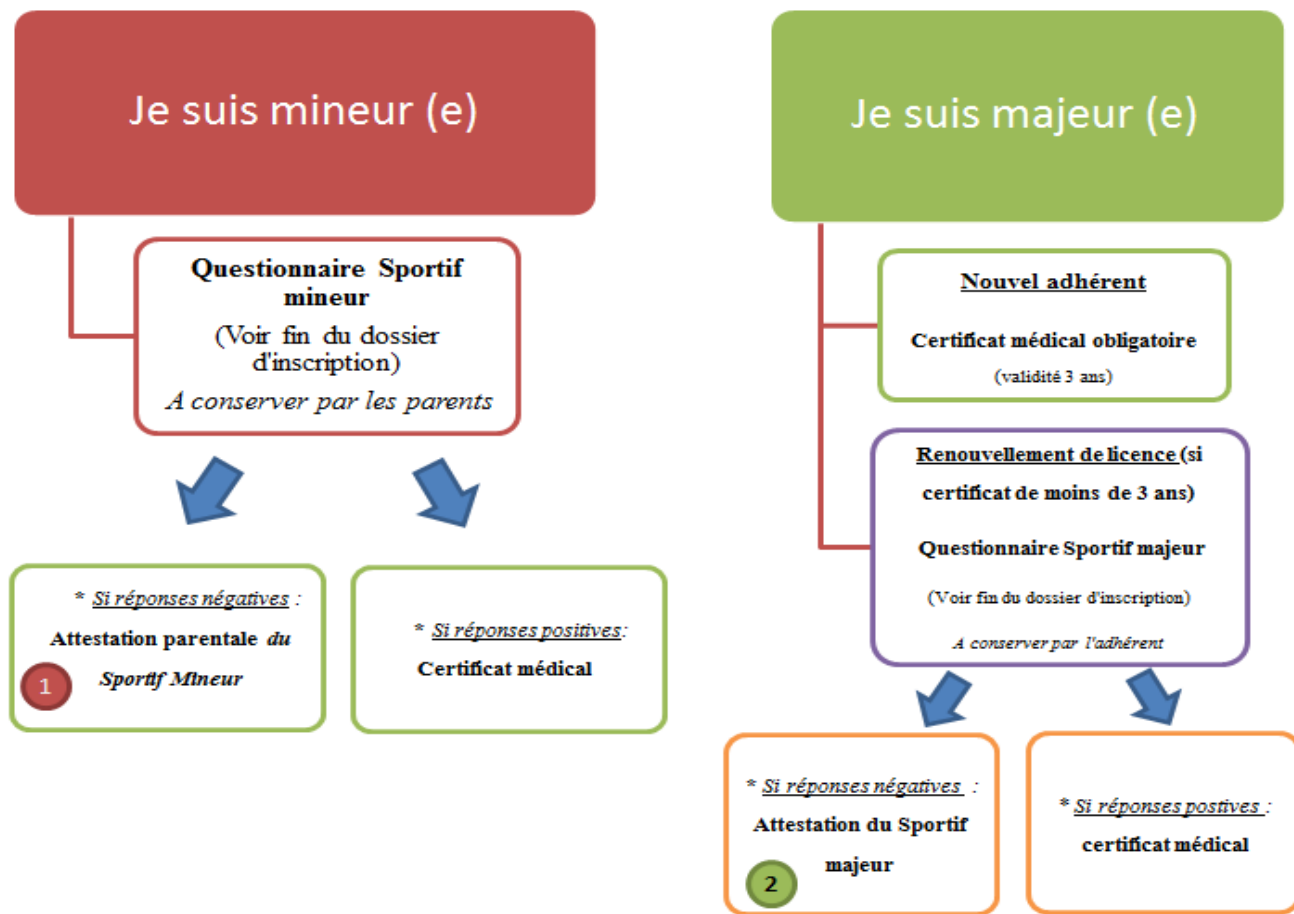 Je suis mineur (e)
Questionnaire Sportif
mineur
(Voir fin du dossier
d'inscription)
A conserver par les parents
* Si réponses négatives :
Attestation parentale du
Sportif Mineur
1
* Si réponses positives:
Certificat médical
Je suis majeur (e)
Nouvel adhérent
Certificat médical obligatoire
(validité 3 ans)
Renouvellement de licence (si
certificat de moins de 3 ans)
Questionnaire Sportif majeur
(Voir fin du dossier d'inscription)
A conserver par l'adhérent
* Si réponses négatives :
Attestation du Sportif
majeur
2
* Si réponses postives :
certificat médical